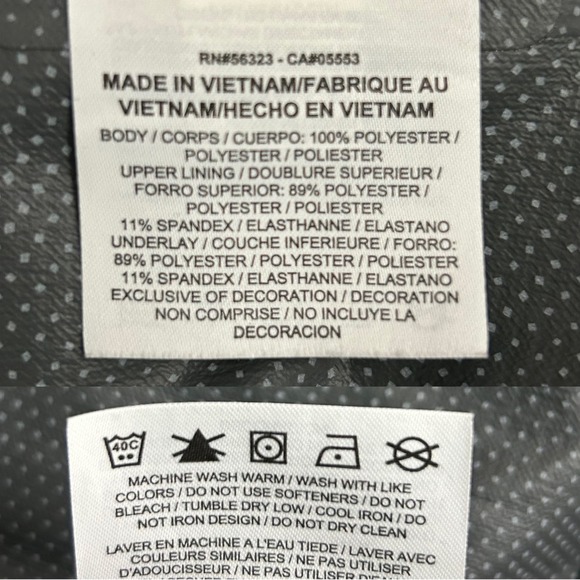 RN#56323 - CA#05553
MADE IN VIETNAM/FABRIQUE AU
VIETNAM/HECHO EN VIETNAM
BODY / CORPS / CUERPO: 100% POLYESTER /
POLYESTER / POLIESTER
UPPER LINING / DOUBLURE SUPERIEUR /
FORRO SUPERIOR: 89% POLYESTER /
POLYESTER / POLIESTER
11% SPANDEX / ELASTHANNE / ELASTANO
UNDERLAY / COUCHE INFERIEURE / FORRO:
89% POLYESTER / POLYESTER / POLIESTER
11% SPANDEX / ELASTHANNE / ELASTANO
EXCLUSIVE OF DECORATION / DECORATION
NON COMPRISE / NO INCLUYE LA
DECORACION
40C
MACHINE WASH WARM / WASH WITH LIKE
COLORS / DO NOT USE SOFTENERS / DO NOT
BLEACH / TUMBLE DRY LOW / COOL IRON / DO
NOT IRON DESIGN / DO NOT DRY CLEAN
LAVER EN MACHINE A L'EAU TIEDE / LAVER AVEC
COULEURS SIMILAIRES / NE PAS UTILISER
D'ADOUCISSEUR / NE PAS UTILISER